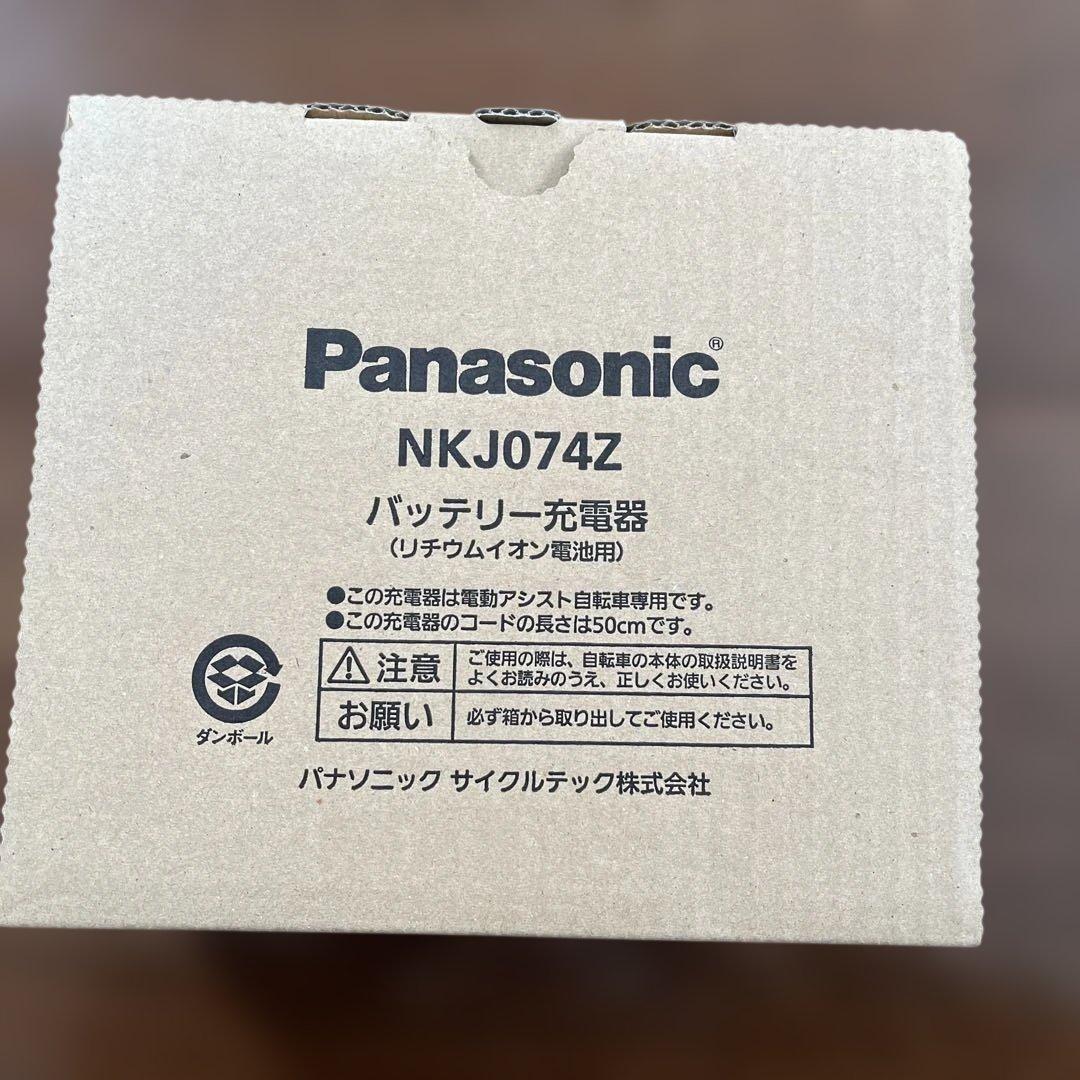 Panasonic®
NKJ074Z
バッテリー充電器
(リチウムイオン電池用)
●この充電器は電動アシスト自転車専用です。
●この充電器のコードの長さは50cmです。
注意
ご使用の際は、自転車の本体の取扱説明書を
よくお読みのうえ、正しくお使いください。
お願い
必ず箱から取り出してご使用ください。
ダンボール
パナソニック サイクルテック株式会社